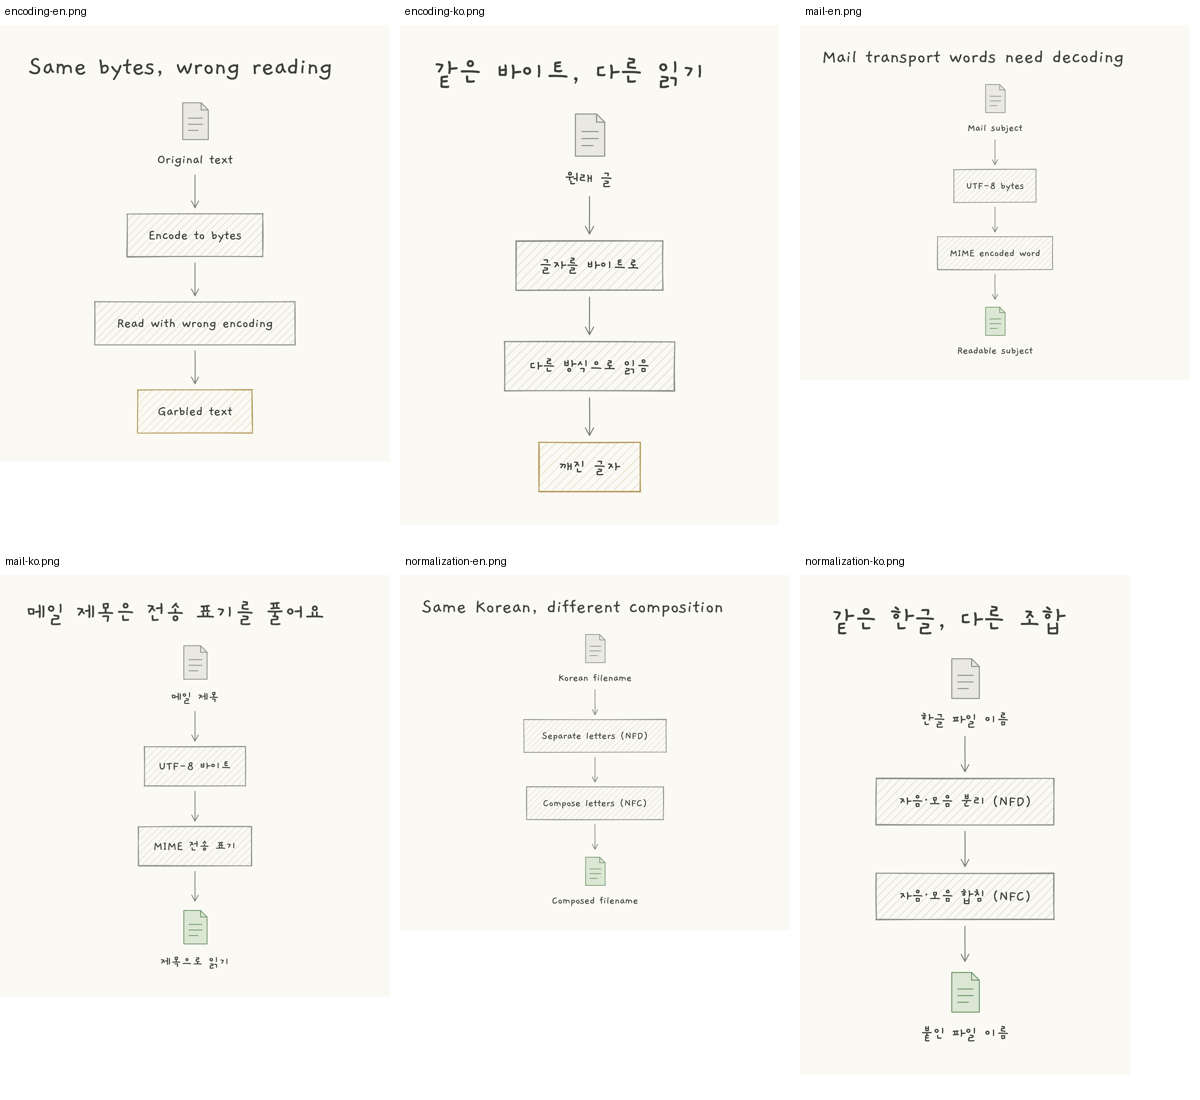 encoding-en.png
Same bytes, wrong reading
Original text
Encode to bytes
Read with wrong encoding
Garbled text
encoding-ko.png
같은 바이트, 다른 읽기
원래 글
글자를 바이트로
다른 방식으로 읽음
깨진 글자
mail-en.png
Mail transport words need decoding
Mail subject
UTF-8 bytes
MIME encoded word
Readable subject
mail-ko.png
메일 제목은 전송 표기를 풀어요
메일 제목
UTF-8 바이트
MIME 전송 표기
제목으로 읽기
normalization-en.png
Same Korean, different composition
Korean filename
Separate letters (NFD)
Compose letters (NFC)
Composed filename
normalization-ko.png
같은 한글, 다른 조합
한글 파일 이름
자음·모음 분리 (NFD)
자음·모음 합침 (NFC)
붙인 파일 이름